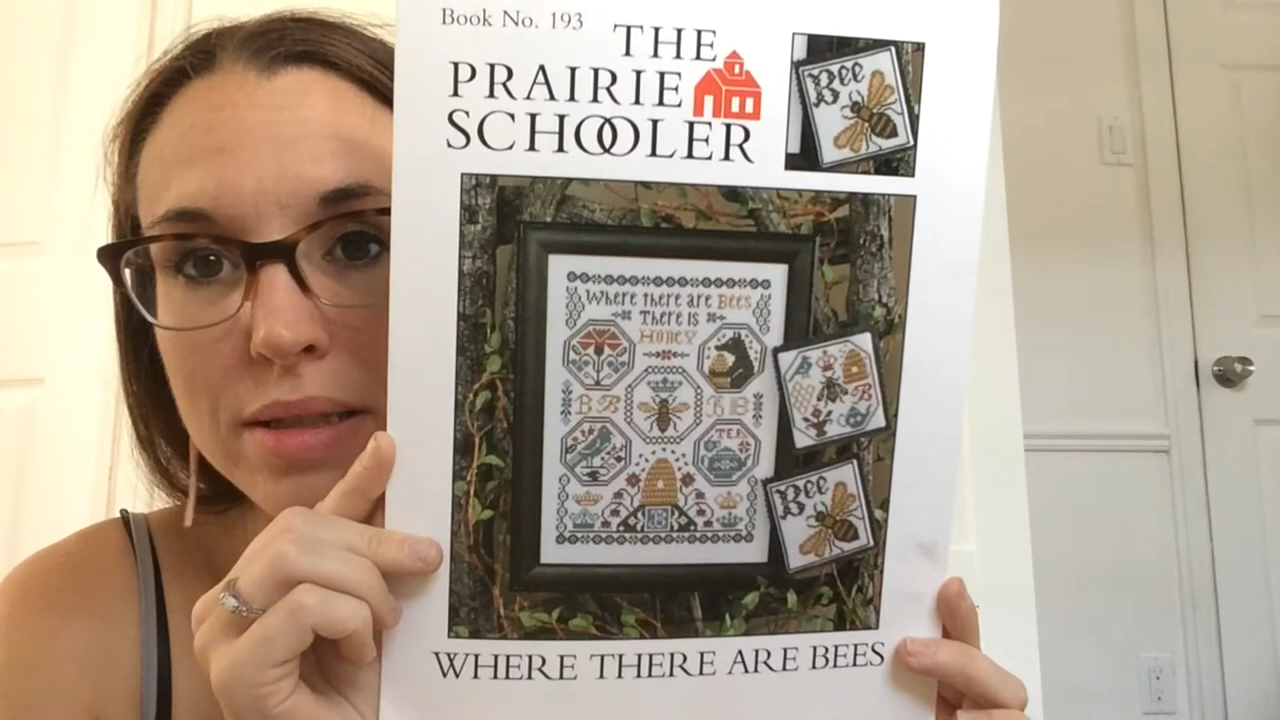 Book No. 193
THE
PRAIRIE
SCHOOLER
Bee
Where there are Bees
There is
Honey
B B
B B
TEA
B
Bee
B
WHERE THERE ARE BEES